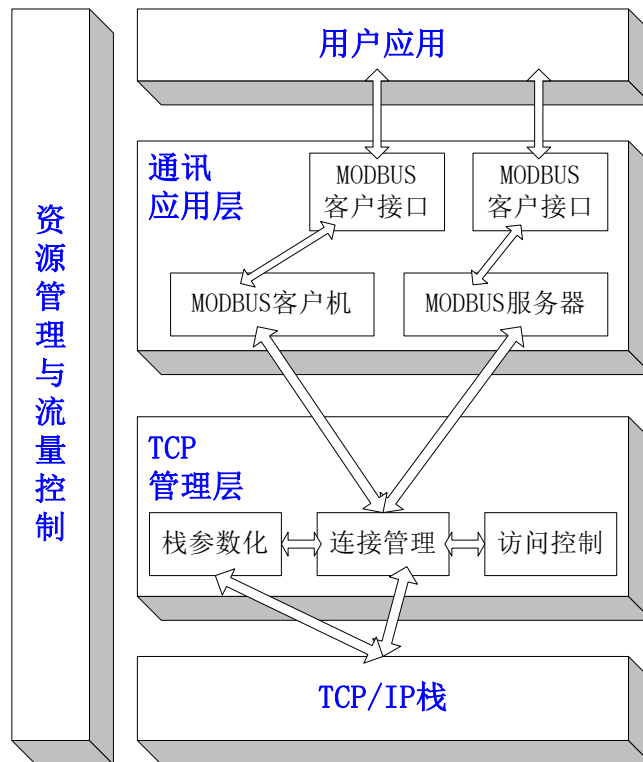 用户应用
通讯
应用层
MODBUS
客户接口
MODBUS
客户接口
MODBUS客户机
MODBUS服务器
资源管理与流量控制
TCP
管理层
栈参数化
连接管理
访问控制
TCP/IP栈